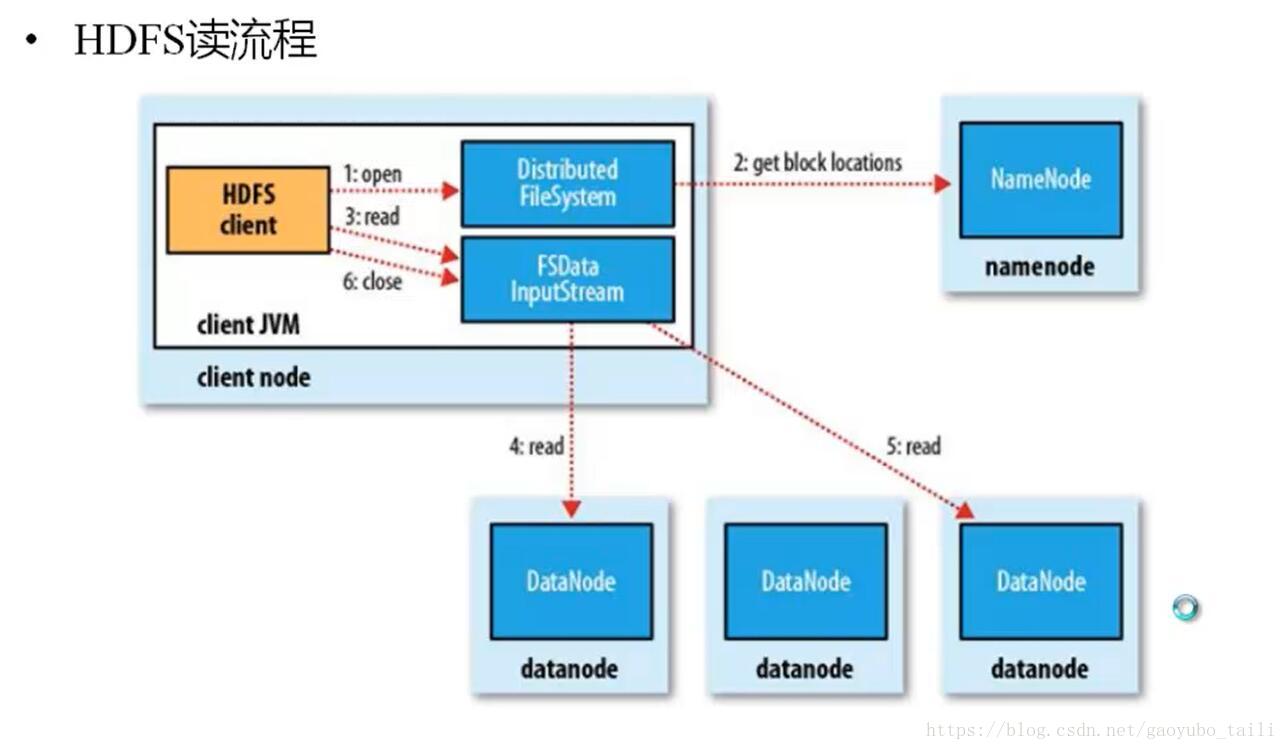 • HDFS读流程
HDFS
client
1: open
3: read
6: close
Distributed
FileSystem
FSData
InputStream
2: get block locations
NameNode
namenode
client JVM
client node
4: read
5: read
DataNode
datanode
DataNode
datanode
DataNode
datanode
https://blog.csdn.net/gaoyubo_taili